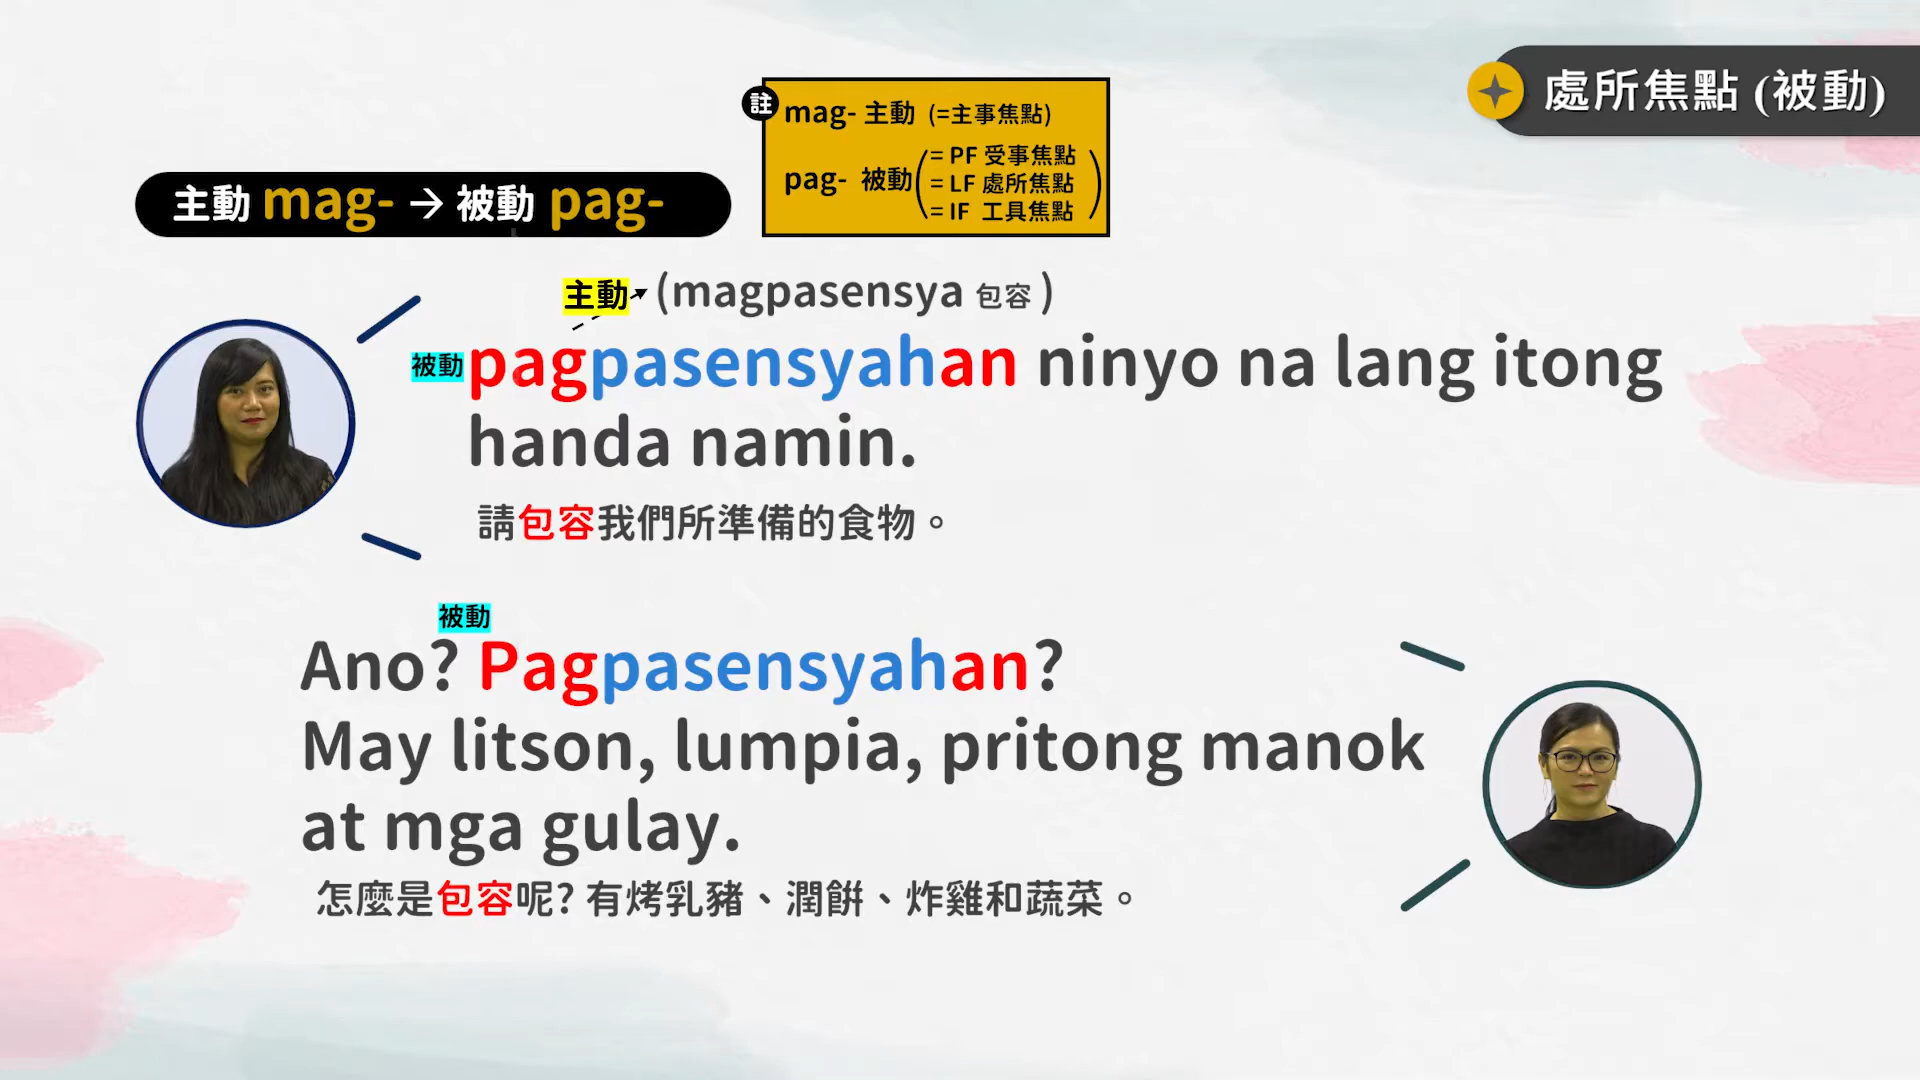 處所焦點 (被動)
註
mag- 主動 (=主事焦點)
pag- 被動
= PF 受事焦點
= LF 處所焦點
= IF 工具焦點
主動 mag- → 被動 pag-
主動 (magpasensya 包容 )
被動 pagpasensyahan ninyo na lang itong
handa namin.
請包容我們所準備的食物。
被動
Ano? Pagpasensyahan?
May litson, lumpia, pritong manok
at mga gulay.
怎麼是包容呢? 有烤乳豬、潤餅、炸雞和蔬菜。